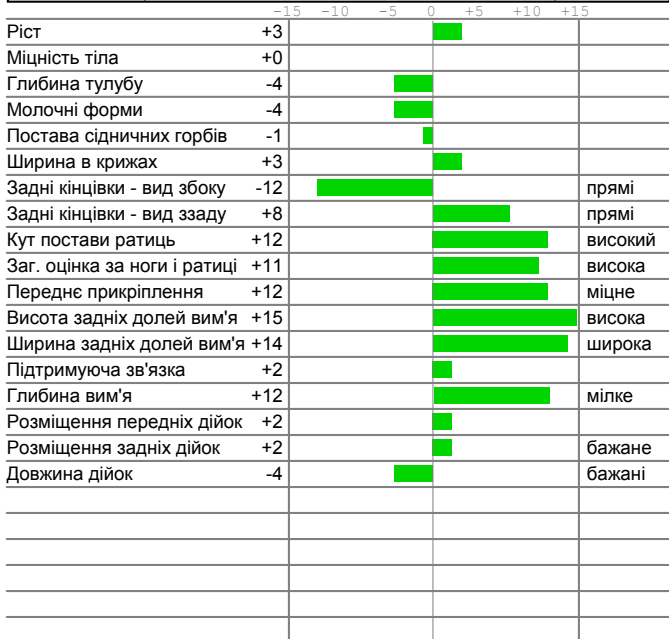 -15 -10 -5 0 +5 +10 +15
Ріст +3
Міцність тіла +0
Глибина тулубу -4
Молочні форми -4
Постава сідничних горбів -1
Ширина в крижах +3
Задні кінцівки - вид збоку -12 прямі
Задні кінцівки - вид ззаду +8 прямі
Кут постави ратиць +12 високий
Заг. оцінка за ноги і ратиці +11 висока
Переднє прикріплення +12 міцне
Висота задніх долей вим'я +15 висока
Ширина задніх долей вим'я +14 широка
Підтримуюча зв'язка +2
Глибина вим'я +12 мілке
Розміщення передніх дійок +2
Розміщення задніх дійок +2 бажане
Довжина дійок -4 бажані